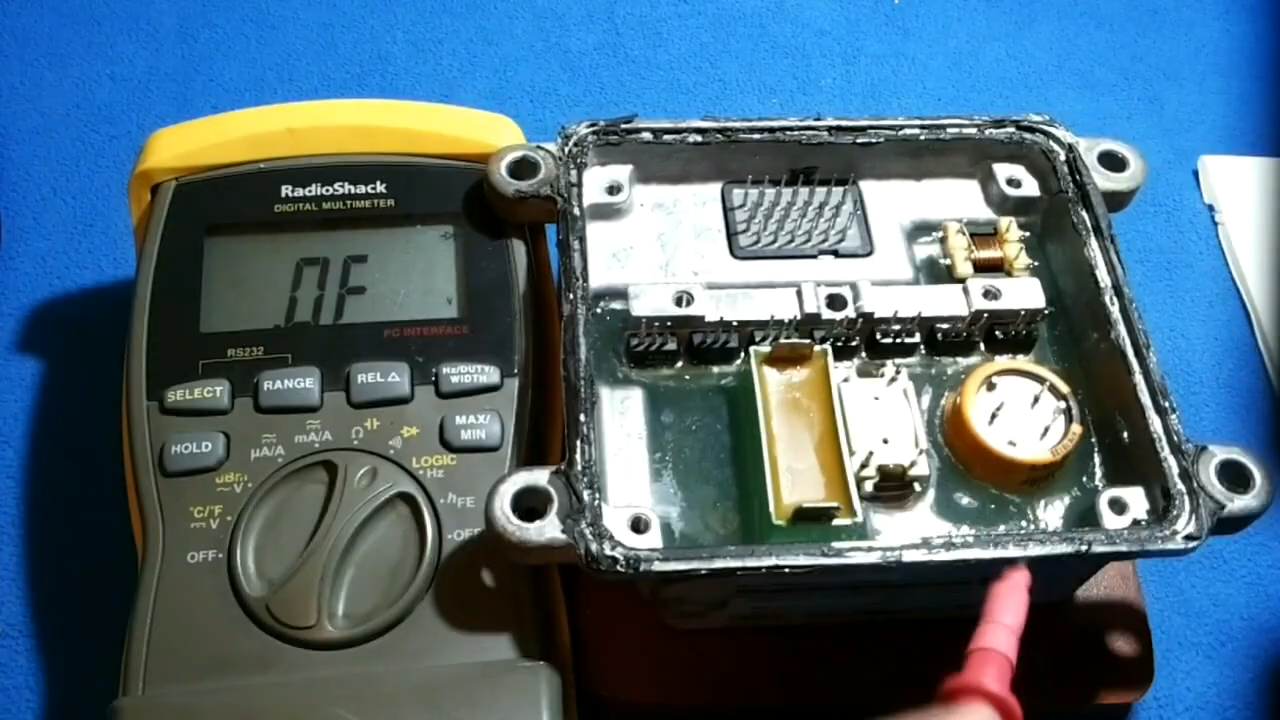 RadioShack
DIGITAL MULTIMETER
0F
PC INTERFACE
RS232
SELECT
RANGE
REL △
Hz/DUTY/
WIDTH
HOLD
MAX/
MIN
μA/A
mA/A
Ω
LOGIC
Hz
dBm
~V
hFE
°C/°F
V
OFF
OFF